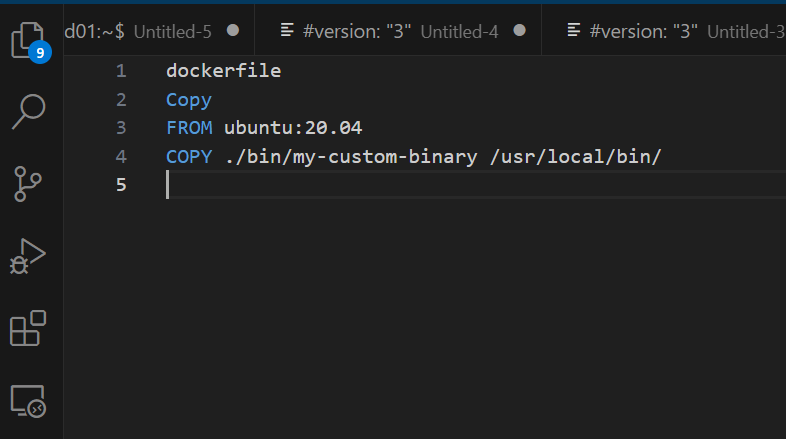 d01:~$ Untitled-5
#version: "3" Untitled-4
#version: "3" Untitled-3
9
1 dockerfile
2 Copy
3 FROM ubuntu:20.04
4 COPY ./bin/my-custom-binary /usr/local/bin/
5